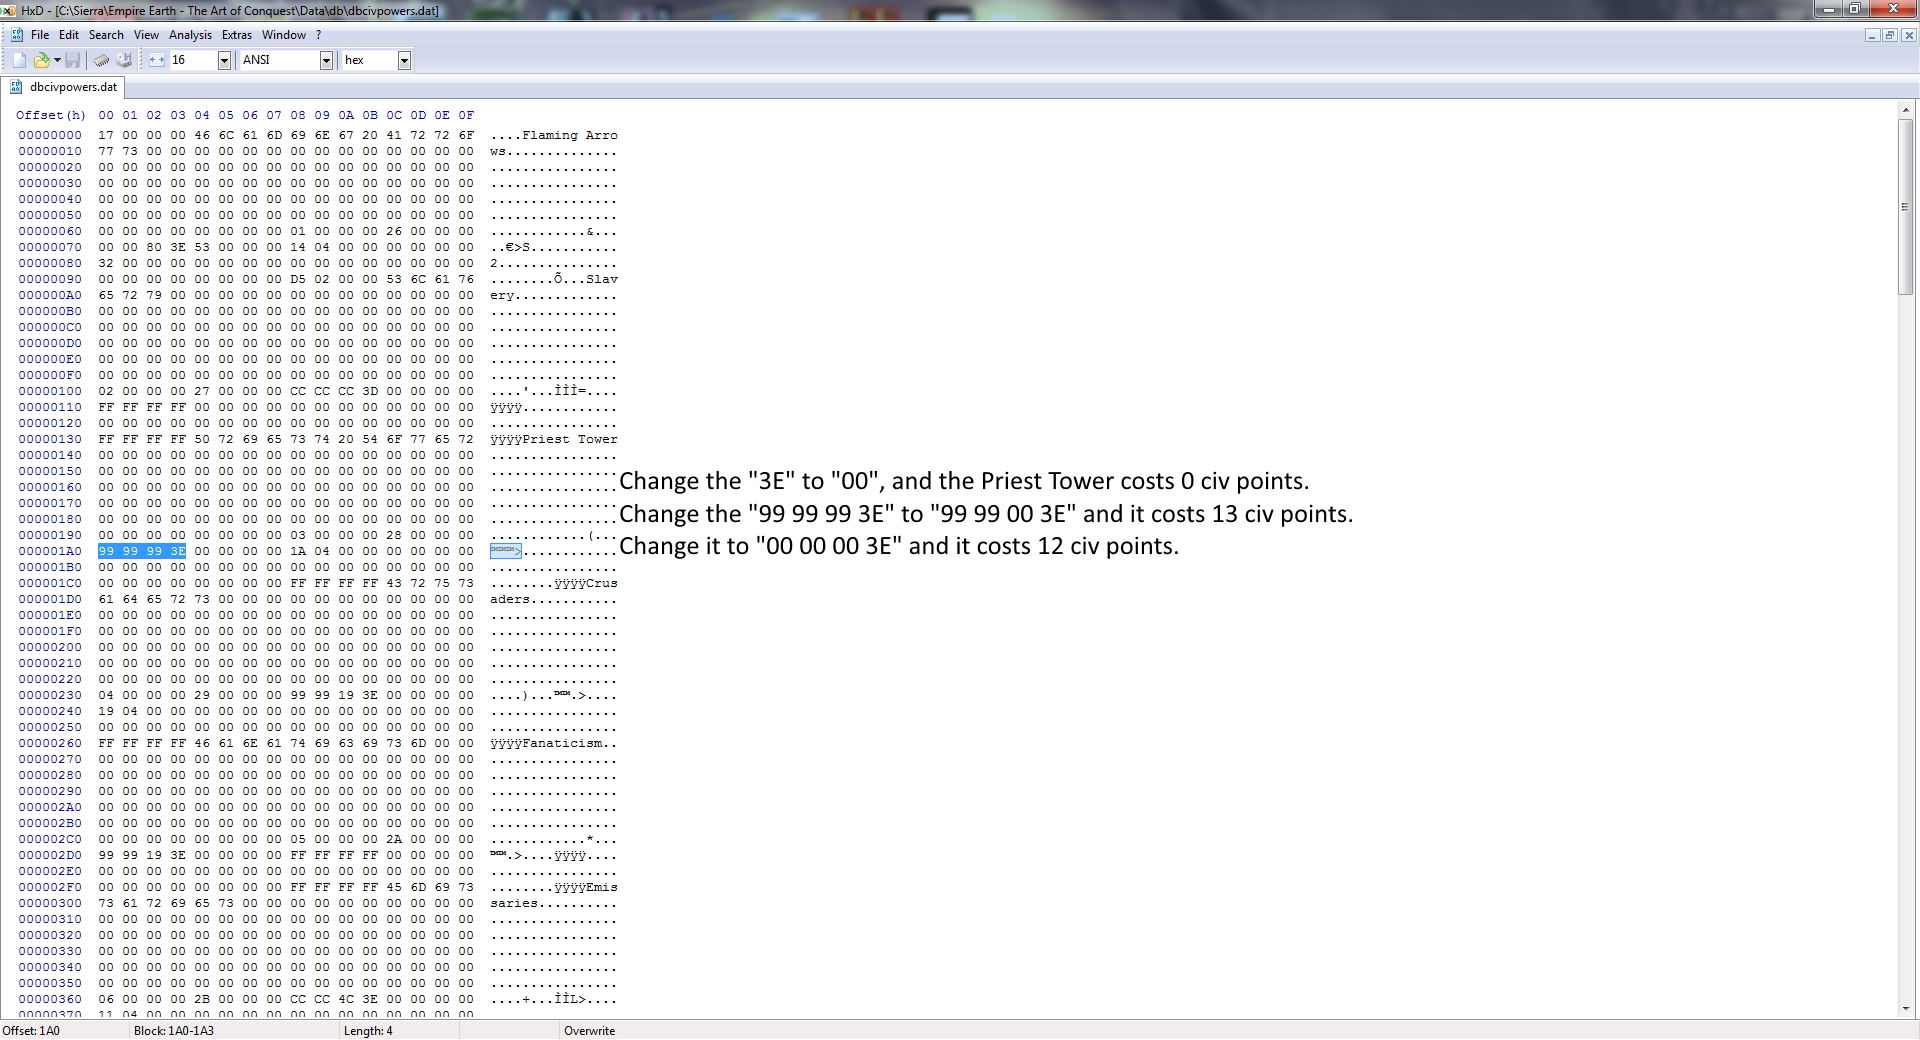 HxD - [C:\Sierra\Empire Earth - The Art of Conquest\Data\db\dbcivpowers.dat]
File Edit Search View Analysis Extras Window ?
16 ANSI hex
dbcivpowers.dat
Offset(h) 00 01 02 03 04 05 06 07 08 09 0A 0B 0C 0D 0E 0F
00000000 17 00 00 00 46 6C 61 6D 69 6E 67 20 41 72 72 6F ....Flaming Arro
00000010 77 73 00 00 00 00 00 00 00 00 00 00 00 00 00 00 ws..............
00000020 00 00 00 00 00 00 00 00 00 00 00 00 00 00 00 00 ................
00000030 00 00 00 00 00 00 00 00 00 00 00 00 00 00 00 00 ................
00000040 00 00 00 00 00 00 00 00 00 00 00 00 00 00 00 00 ................
00000050 00 00 00 00 00 00 00 00 00 00 00 00 00 00 00 00 ................
00000060 00 00 00 00 00 00 00 00 01 00 00 00 26 00 00 00 ............&...
00000070 00 00 80 3E 53 00 00 00 14 04 00 00 00 00 00 00 ..€>S...........
00000080 32 00 00 00 00 00 00 00 00 00 00 00 00 00 00 00 2...............
00000090 00 00 00 00 00 00 00 00 D5 02 00 00 53 6C 61 76 ........Õ...Slav
000000A0 65 72 79 00 00 00 00 00 00 00 00 00 00 00 00 00 ery.............
000000B0 00 00 00 00 00 00 00 00 00 00 00 00 00 00 00 00 ................
000000C0 00 00 00 00 00 00 00 00 00 00 00 00 00 00 00 00 ................
000000D0 00 00 00 00 00 00 00 00 00 00 00 00 00 00 00 00 ................
000000E0 00 00 00 00 00 00 00 00 00 00 00 00 00 00 00 00 ................
000000F0 00 00 00 00 00 00 00 00 00 00 00 00 00 00 00 00 ................
00000100 02 00 00 00 27 00 00 00 CC CC CC 3D 00 00 00 00 ....'...ÌÌÌ=....
00000110 FF FF FF FF 00 00 00 00 00 00 00 00 00 00 00 00 ÿÿÿÿ............
00000120 00 00 00 00 00 00 00 00 00 00 00 00 00 00 00 00 ................
00000130 FF FF FF FF 50 72 69 65 73 74 20 54 6F 77 65 72 ÿÿÿÿPriest Tower
00000140 00 00 00 00 00 00 00 00 00 00 00 00 00 00 00 00 ................
00000150 00 00 00 00 00 00 00 00 00 00 00 00 00 00 00 00 ................
00000160 00 00 00 00 00 00 00 00 00 00 00 00 00 00 00 00 ................
Change the "3E" to "00", and the Priest Tower costs 0 civ points.
00000170 00 00 00 00 00 00 00 00 00 00 00 00 00 00 00 00 ................
00000180 00 00 00 00 00 00 00 00 00 00 00 00 00 00 00 00 ................
Change the "99 99 99 3E" to "99 99 00 3E" and it costs 13 civ points.
00000190 00 00 00 00 00 00 00 00 03 00 00 00 28 00 00 00 ............(...
000001A0 99 99 99 3E 00 00 00 00 1A 04 00 00 00 00 00 00 ™™™>............
Change it to "00 00 00 3E" and it costs 12 civ points.
000001B0 00 00 00 00 00 00 00 00 00 00 00 00 00 00 00 00 ................
000001C0 00 00 00 00 00 00 00 00 FF FF FF FF 43 72 75 73 ........ÿÿÿÿCrus
000001D0 61 64 65 72 73 00 00 00 00 00 00 00 00 00 00 00 aders...........
000001E0 00 00 00 00 00 00 00 00 00 00 00 00 00 00 00 00 ................
000001F0 00 00 00 00 00 00 00 00 00 00 00 00 00 00 00 00 ................
00000200 00 00 00 00 00 00 00 00 00 00 00 00 00 00 00 00 ................
00000210 00 00 00 00 00 00 00 00 00 00 00 00 00 00 00 00 ................
00000220 00 00 00 00 00 00 00 00 00 00 00 00 00 00 00 00 ................
00000230 04 00 00 00 29 00 00 00 99 99 19 3E 00 00 00 00 ....)...™™.>....
00000240 19 04 00 00 00 00 00 00 00 00 00 00 00 00 00 00 ................
00000250 00 00 00 00 00 00 00 00 00 00 00 00 00 00 00 00 ................
00000260 FF FF FF FF 46 61 6E 61 74 69 63 69 73 6D 00 00 ÿÿÿÿFanaticism..
00000270 00 00 00 00 00 00 00 00 00 00 00 00 00 00 00 00 ................
00000280 00 00 00 00 00 00 00 00 00 00 00 00 00 00 00 00 ................
00000290 00 00 00 00 00 00 00 00 00 00 00 00 00 00 00 00 ................
000002A0 00 00 00 00 00 00 00 00 00 00 00 00 00 00 00 00 ................
000002B0 00 00 00 00 00 00 00 00 00 00 00 00 00 00 00 00 ................
000002C0 00 00 00 00 00 00 00 00 05 00 00 00 2A 00 00 00 ............*...
000002D0 99 99 19 3E 00 00 00 00 FF FF FF FF 00 00 00 00 ™™.>....ÿÿÿÿ....
000002E0 00 00 00 00 00 00 00 00 00 00 00 00 00 00 00 00 ................
000002F0 00 00 00 00 00 00 00 00 FF FF FF FF 45 6D 69 73 ........ÿÿÿÿEmis
00000300 73 61 72 69 65 73 00 00 00 00 00 00 00 00 00 00 saries..........
00000310 00 00 00 00 00 00 00 00 00 00 00 00 00 00 00 00 ................
00000320 00 00 00 00 00 00 00 00 00 00 00 00 00 00 00 00 ................
00000330 00 00 00 00 00 00 00 00 00 00 00 00 00 00 00 00 ................
00000340 00 00 00 00 00 00 00 00 00 00 00 00 00 00 00 00 ................
00000350 00 00 00 00 00 00 00 00 00 00 00 00 00 00 00 00 ................
00000360 06 00 00 00 2B 00 00 00 CC CC 4C 3E 00 00 00 00 ....+...ÌÌL>....
00000370 11 04 00 00 00 00 00 00 00 00 00 00 00 00 00 00 ................
Offset: 1A0 Block: 1A0-1A3 Length: 4 Overwrite